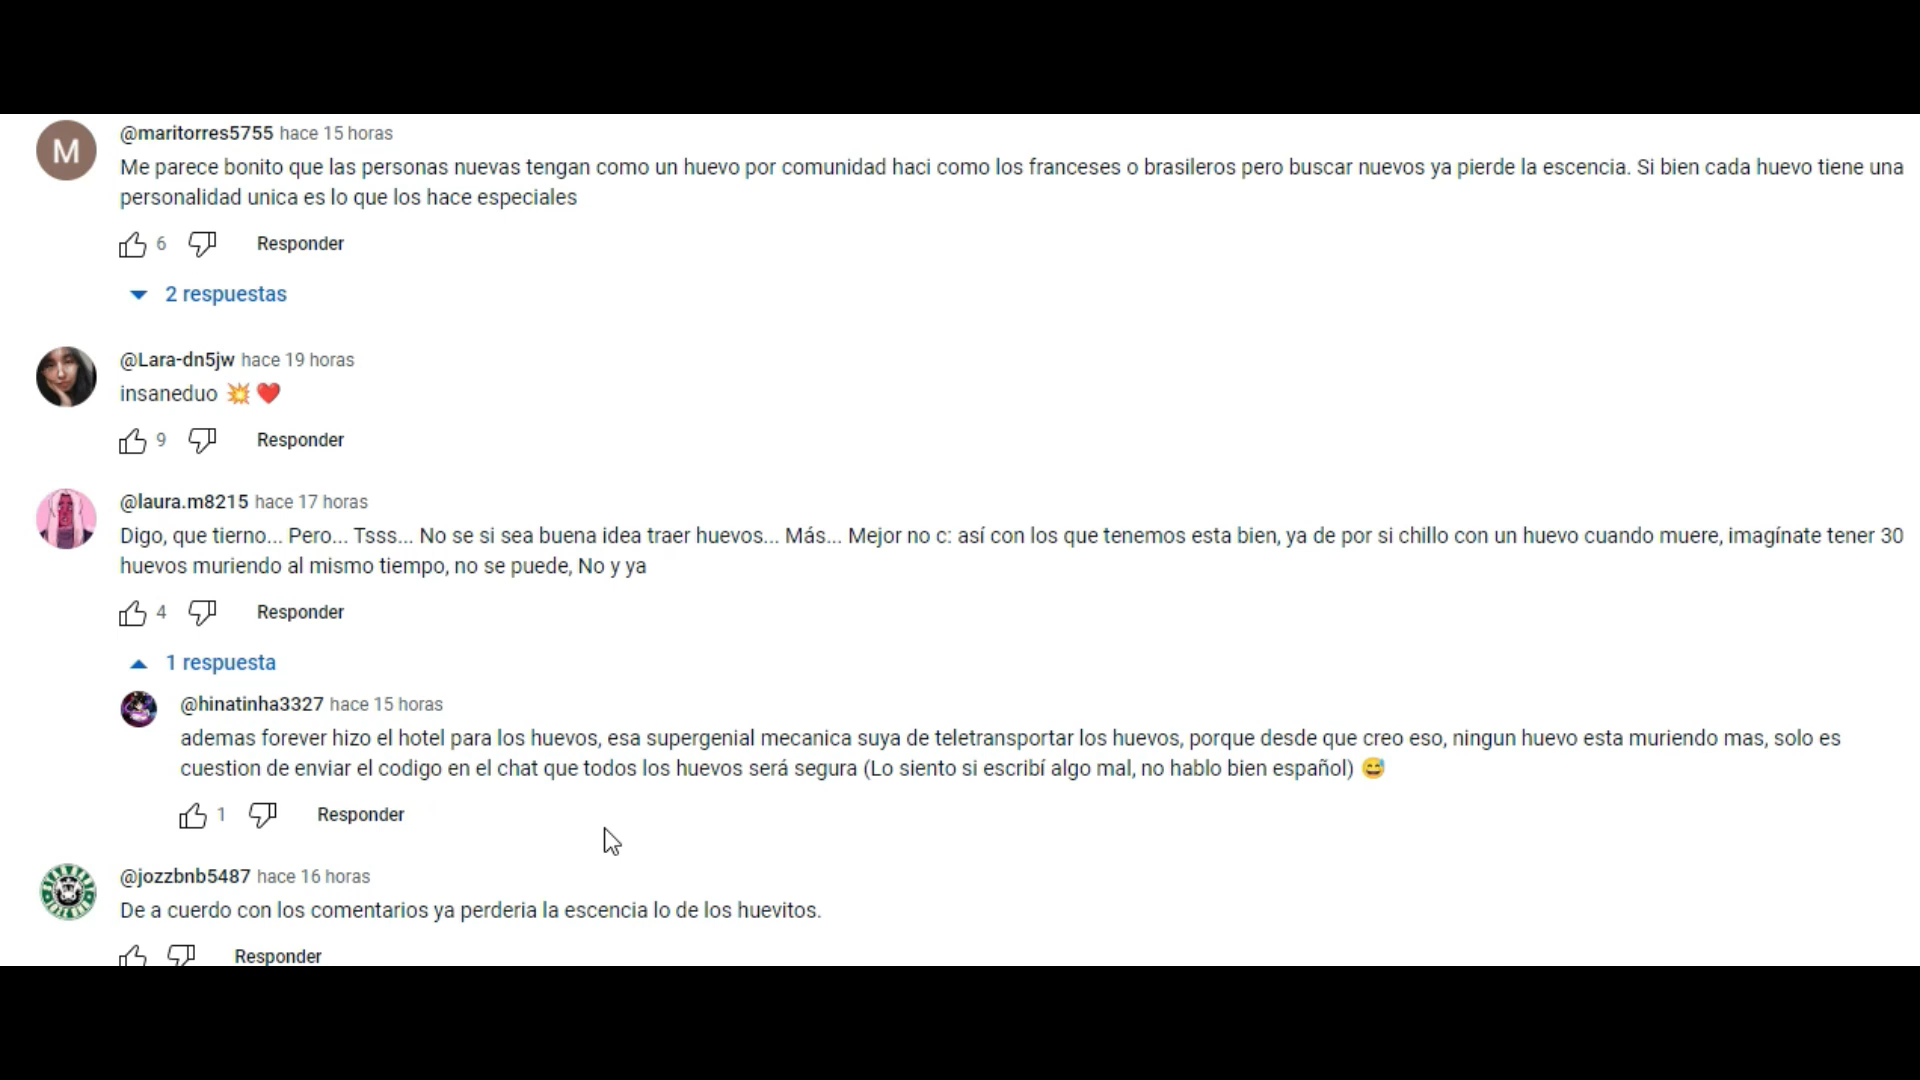 M
@maritorres5755 hace 15 horas
Me parece bonito que las personas nuevas tengan como un huevo por comunidad haci como los franceses o brasileros pero buscar nuevos ya pierde la escencia. Si bien cada huevo tiene una
personalidad unica es lo que los hace especiales
6 Responder
2 respuestas
@Lara-dn5jw hace 19 horas
insaneduo 💥 ❤️
9 Responder
@laura.m8215 hace 17 horas
Digo, que tierno... Pero... Tsss... No se si sea buena idea traer huevos... Más... Mejor no c: así con los que tenemos esta bien, ya de por si chillo con un huevo cuando muere, imagínate tener 30
huevos muriendo al mismo tiempo, no se puede, No y ya
4 Responder
1 respuesta
@hinatinha3327 hace 15 horas
ademas forever hizo el hotel para los huevos, esa supergenial mecanica suya de teletransportar los huevos, porque desde que creo eso, ningun huevo esta muriendo mas, solo es
cuestion de enviar el codigo en el chat que todos los huevos será segura (Lo siento si escribí algo mal, no hablo bien español) 😅
1 Responder
@jozzbnb5487 hace 16 horas
De a cuerdo con los comentarios ya perderia la escencia lo de los huevitos.
Responder